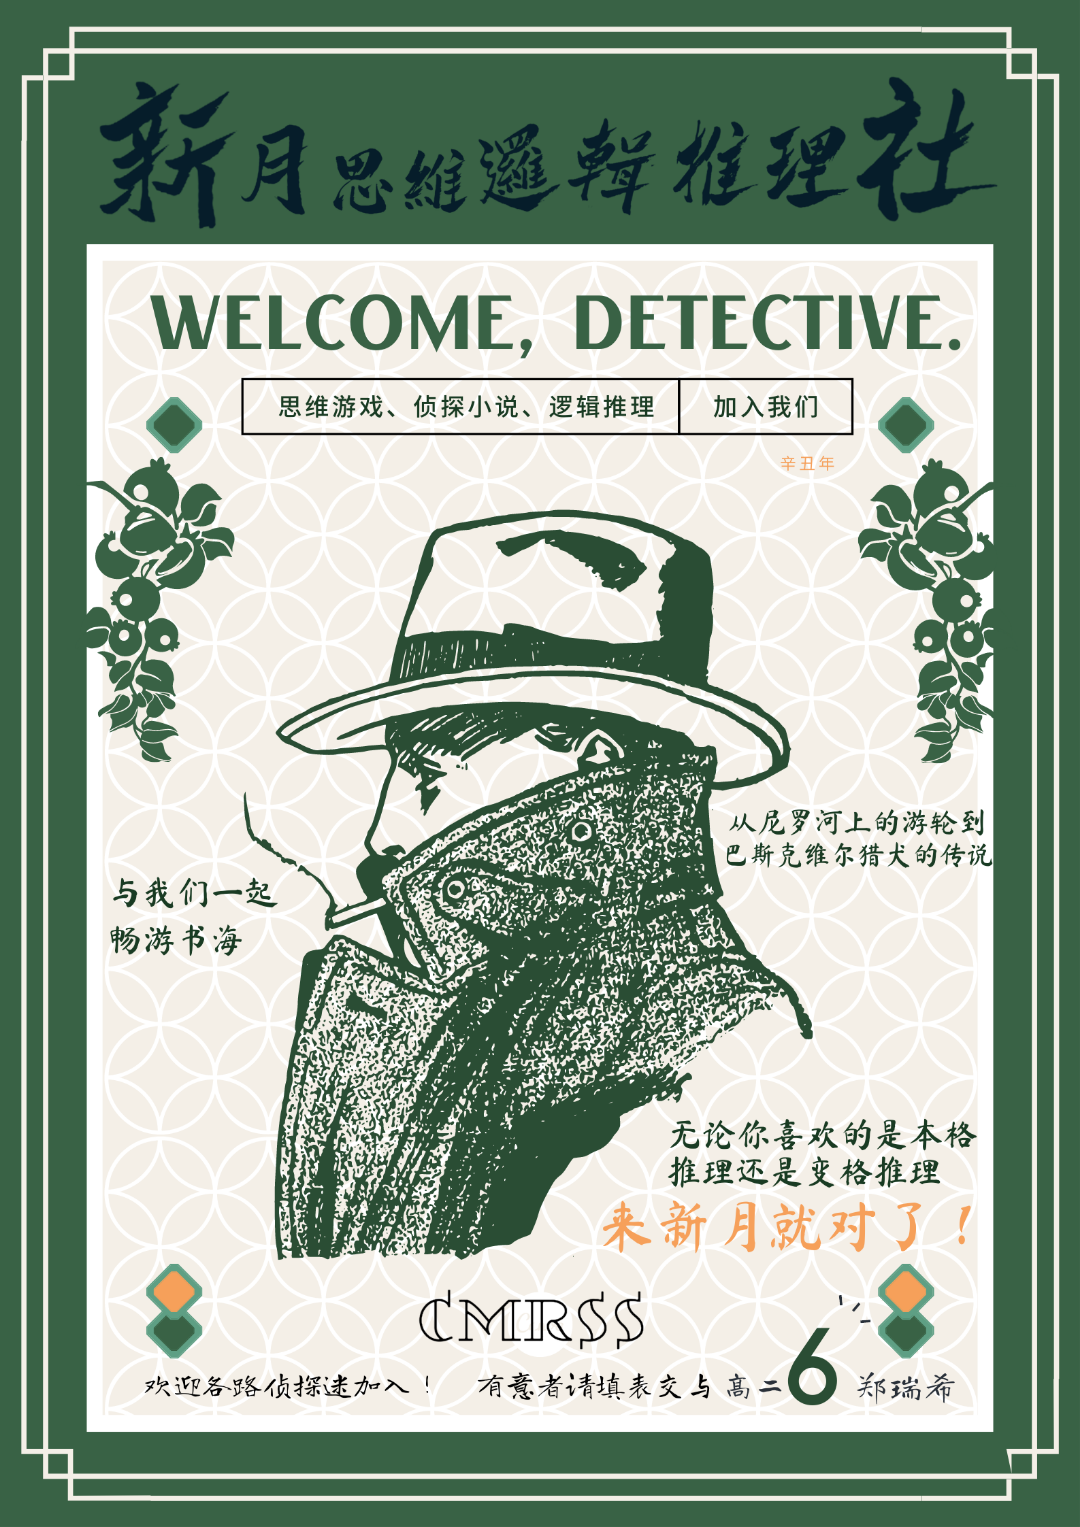 新月思維邏輯推理社
WELCOME, DETECTIVE.
思维游戏、侦探小说、逻辑推理 加入我们
辛丑年
从尼罗河上的游轮到
巴斯克维尔猎犬的传说
与我们一起
畅游书海
无论你喜欢的是本格
推理还是变格推理
来新月就对了！
CMRSS
欢迎各路侦探迷加入！ 有意者请填表交与高二6 郑瑞希